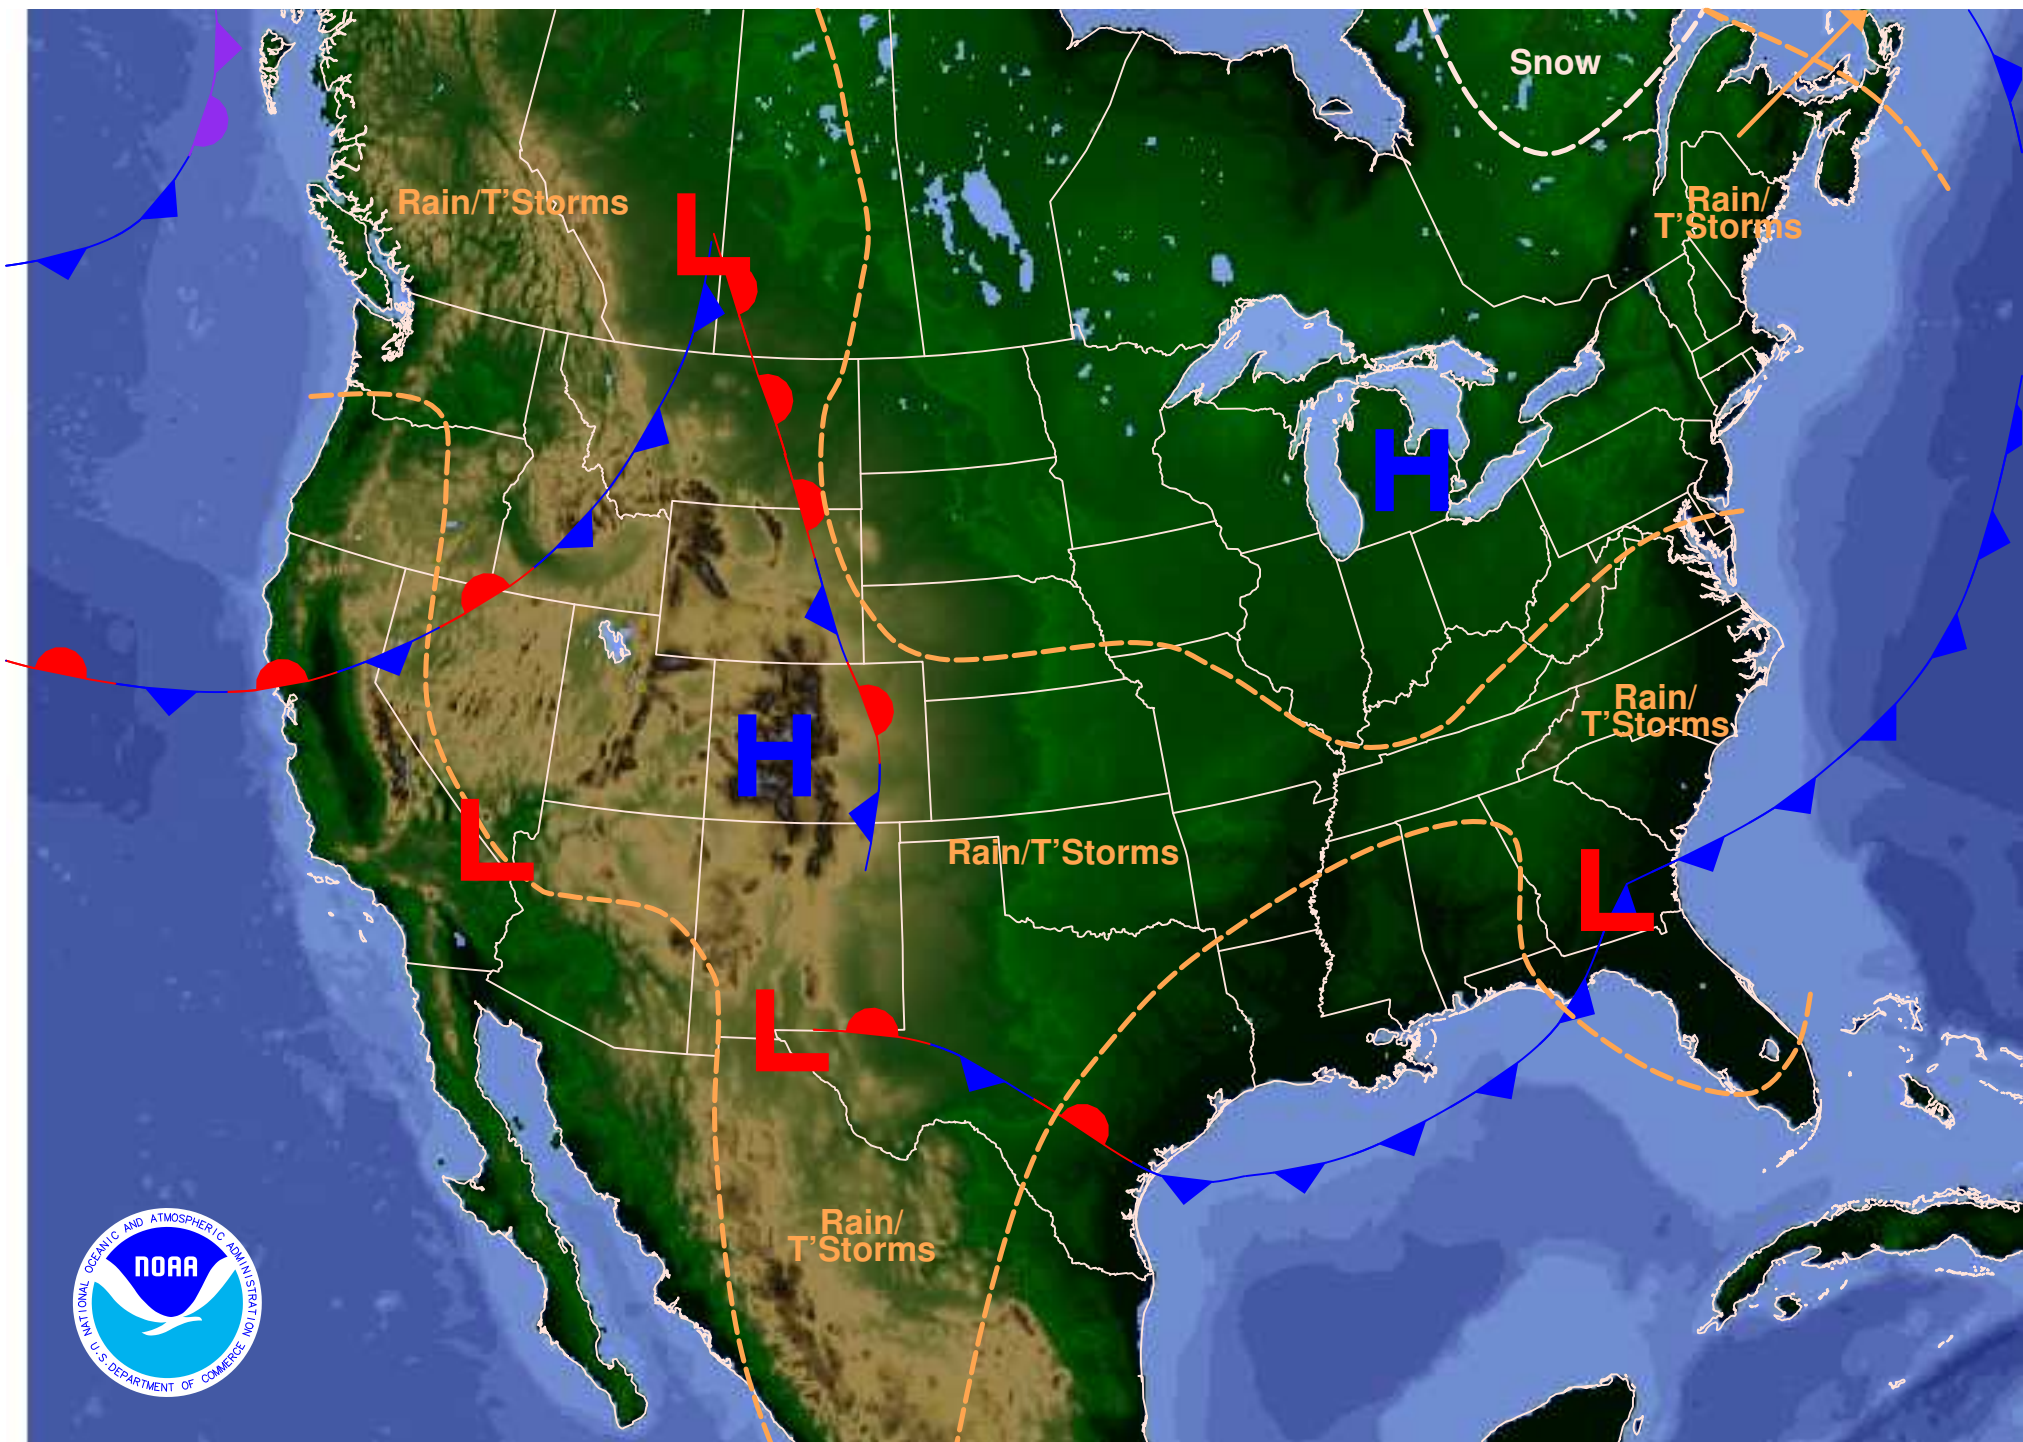 Snow
Rain/T'Storms
L
Rain/
T'Storms
H
H
Rain/
T'Storms
L
Rain/T'Storms
L
L
Rain/
T'Storms
NATIONAL OCEANIC AND ATMOSPHERIC ADMINISTRATION
NOAA
U.S. DEPARTMENT OF COMMERCE